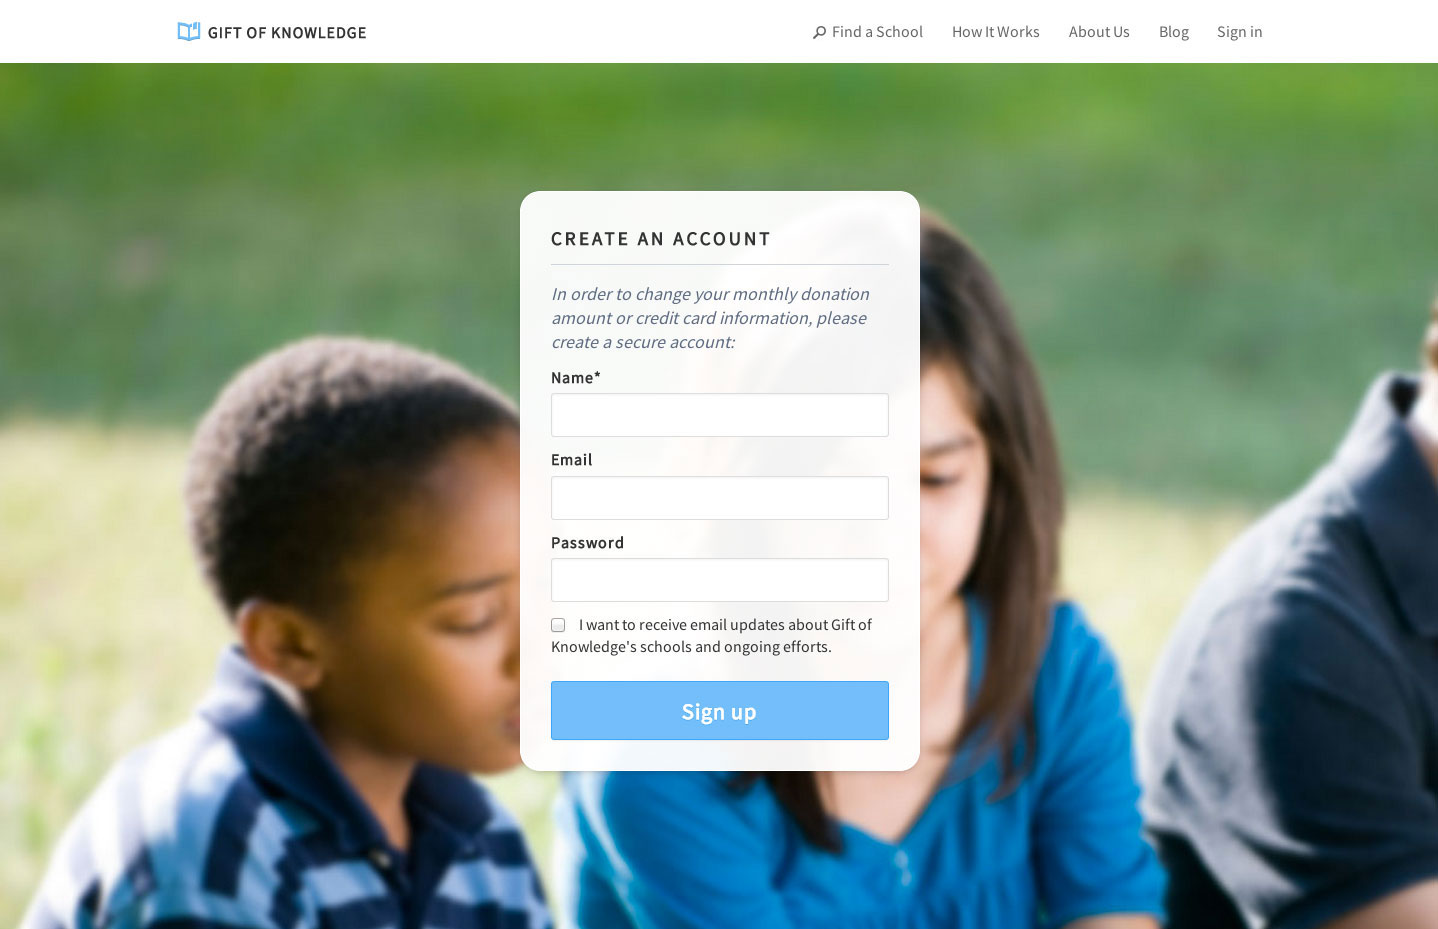 GIFT OF KNOWLEDGE
Find a School How It Works About Us Blog Sign in
CREATE AN ACCOUNT
In order to change your monthly donation
amount or credit card information, please
create a secure account:
Name*
Email
Password
I want to receive email updates about Gift of
Knowledge's schools and ongoing efforts.
Sign up